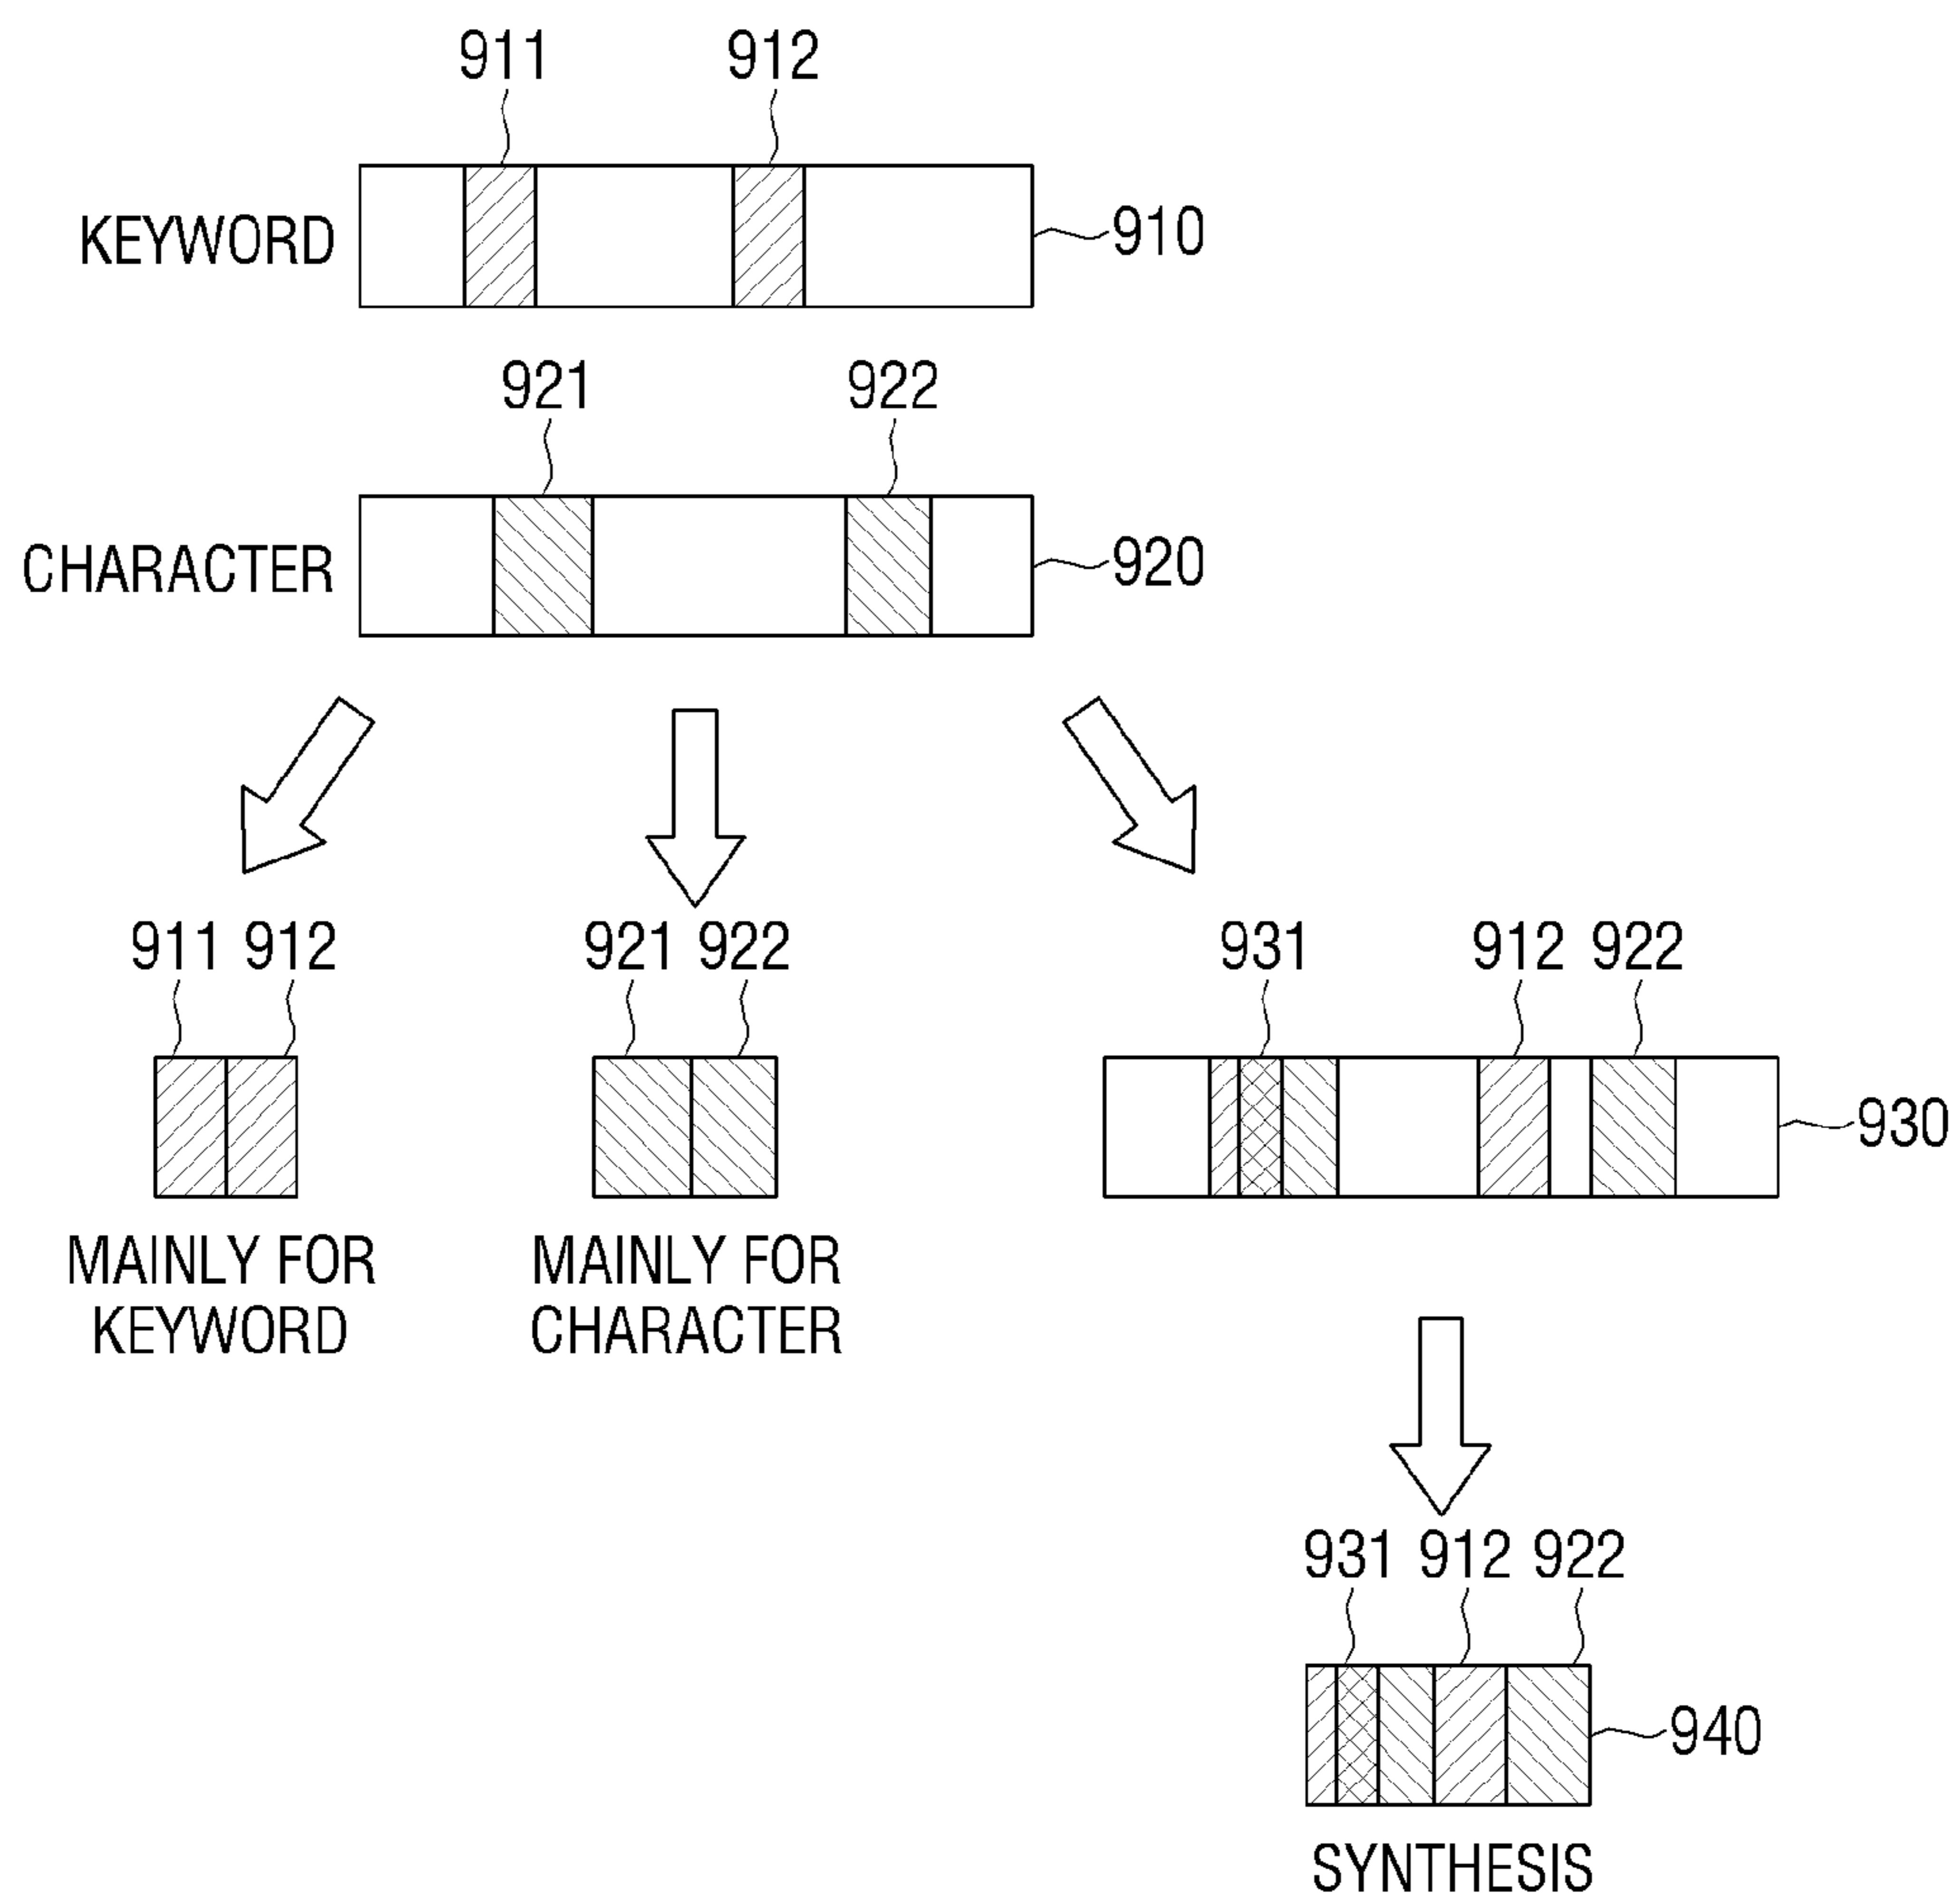 911 912
KEYWORD 910
921 922
CHARACTER 920
911 912 921 922 931 912 922
930
MAINLY FOR KEYWORD
MAINLY FOR CHARACTER
931 912 922
940
SYNTHESIS